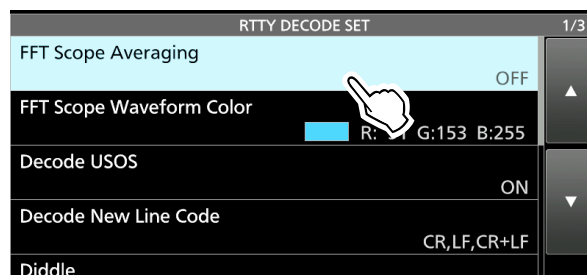 RTTY DECODE SET 1/3
FFT Scope Averaging
OFF
FFT Scope Waveform Color
R: G:153 B:255
Decode USOS
ON
Decode New Line Code
CR,LF,CR+LF
Diddle